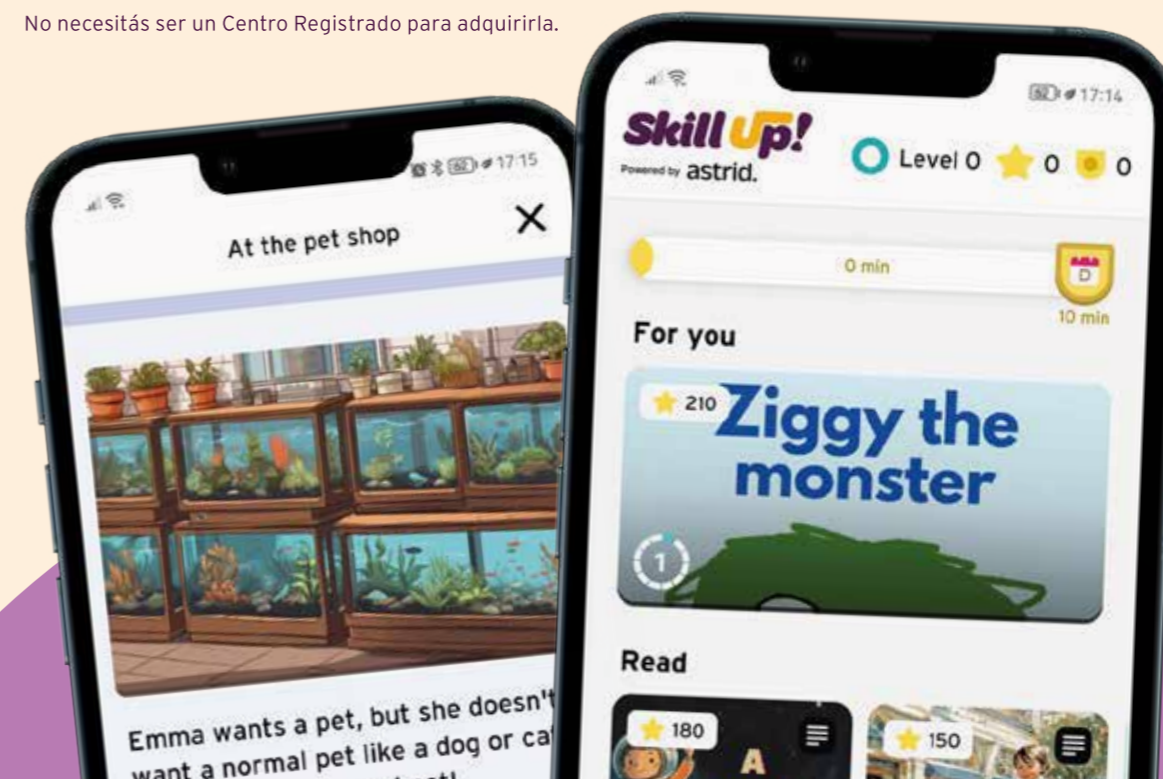 No necesitás ser un Centro Registrado para adquirirla.
62 17:15
At the pet shop
Emma wants a pet, but she doesn't
want a normal pet like a dog or
62 17:14
Skill Up!
Powered by astrid.
Level 0 0 0
0 min
D
10 min
For you
210
Ziggy the
monster
1
Read
180
A
150